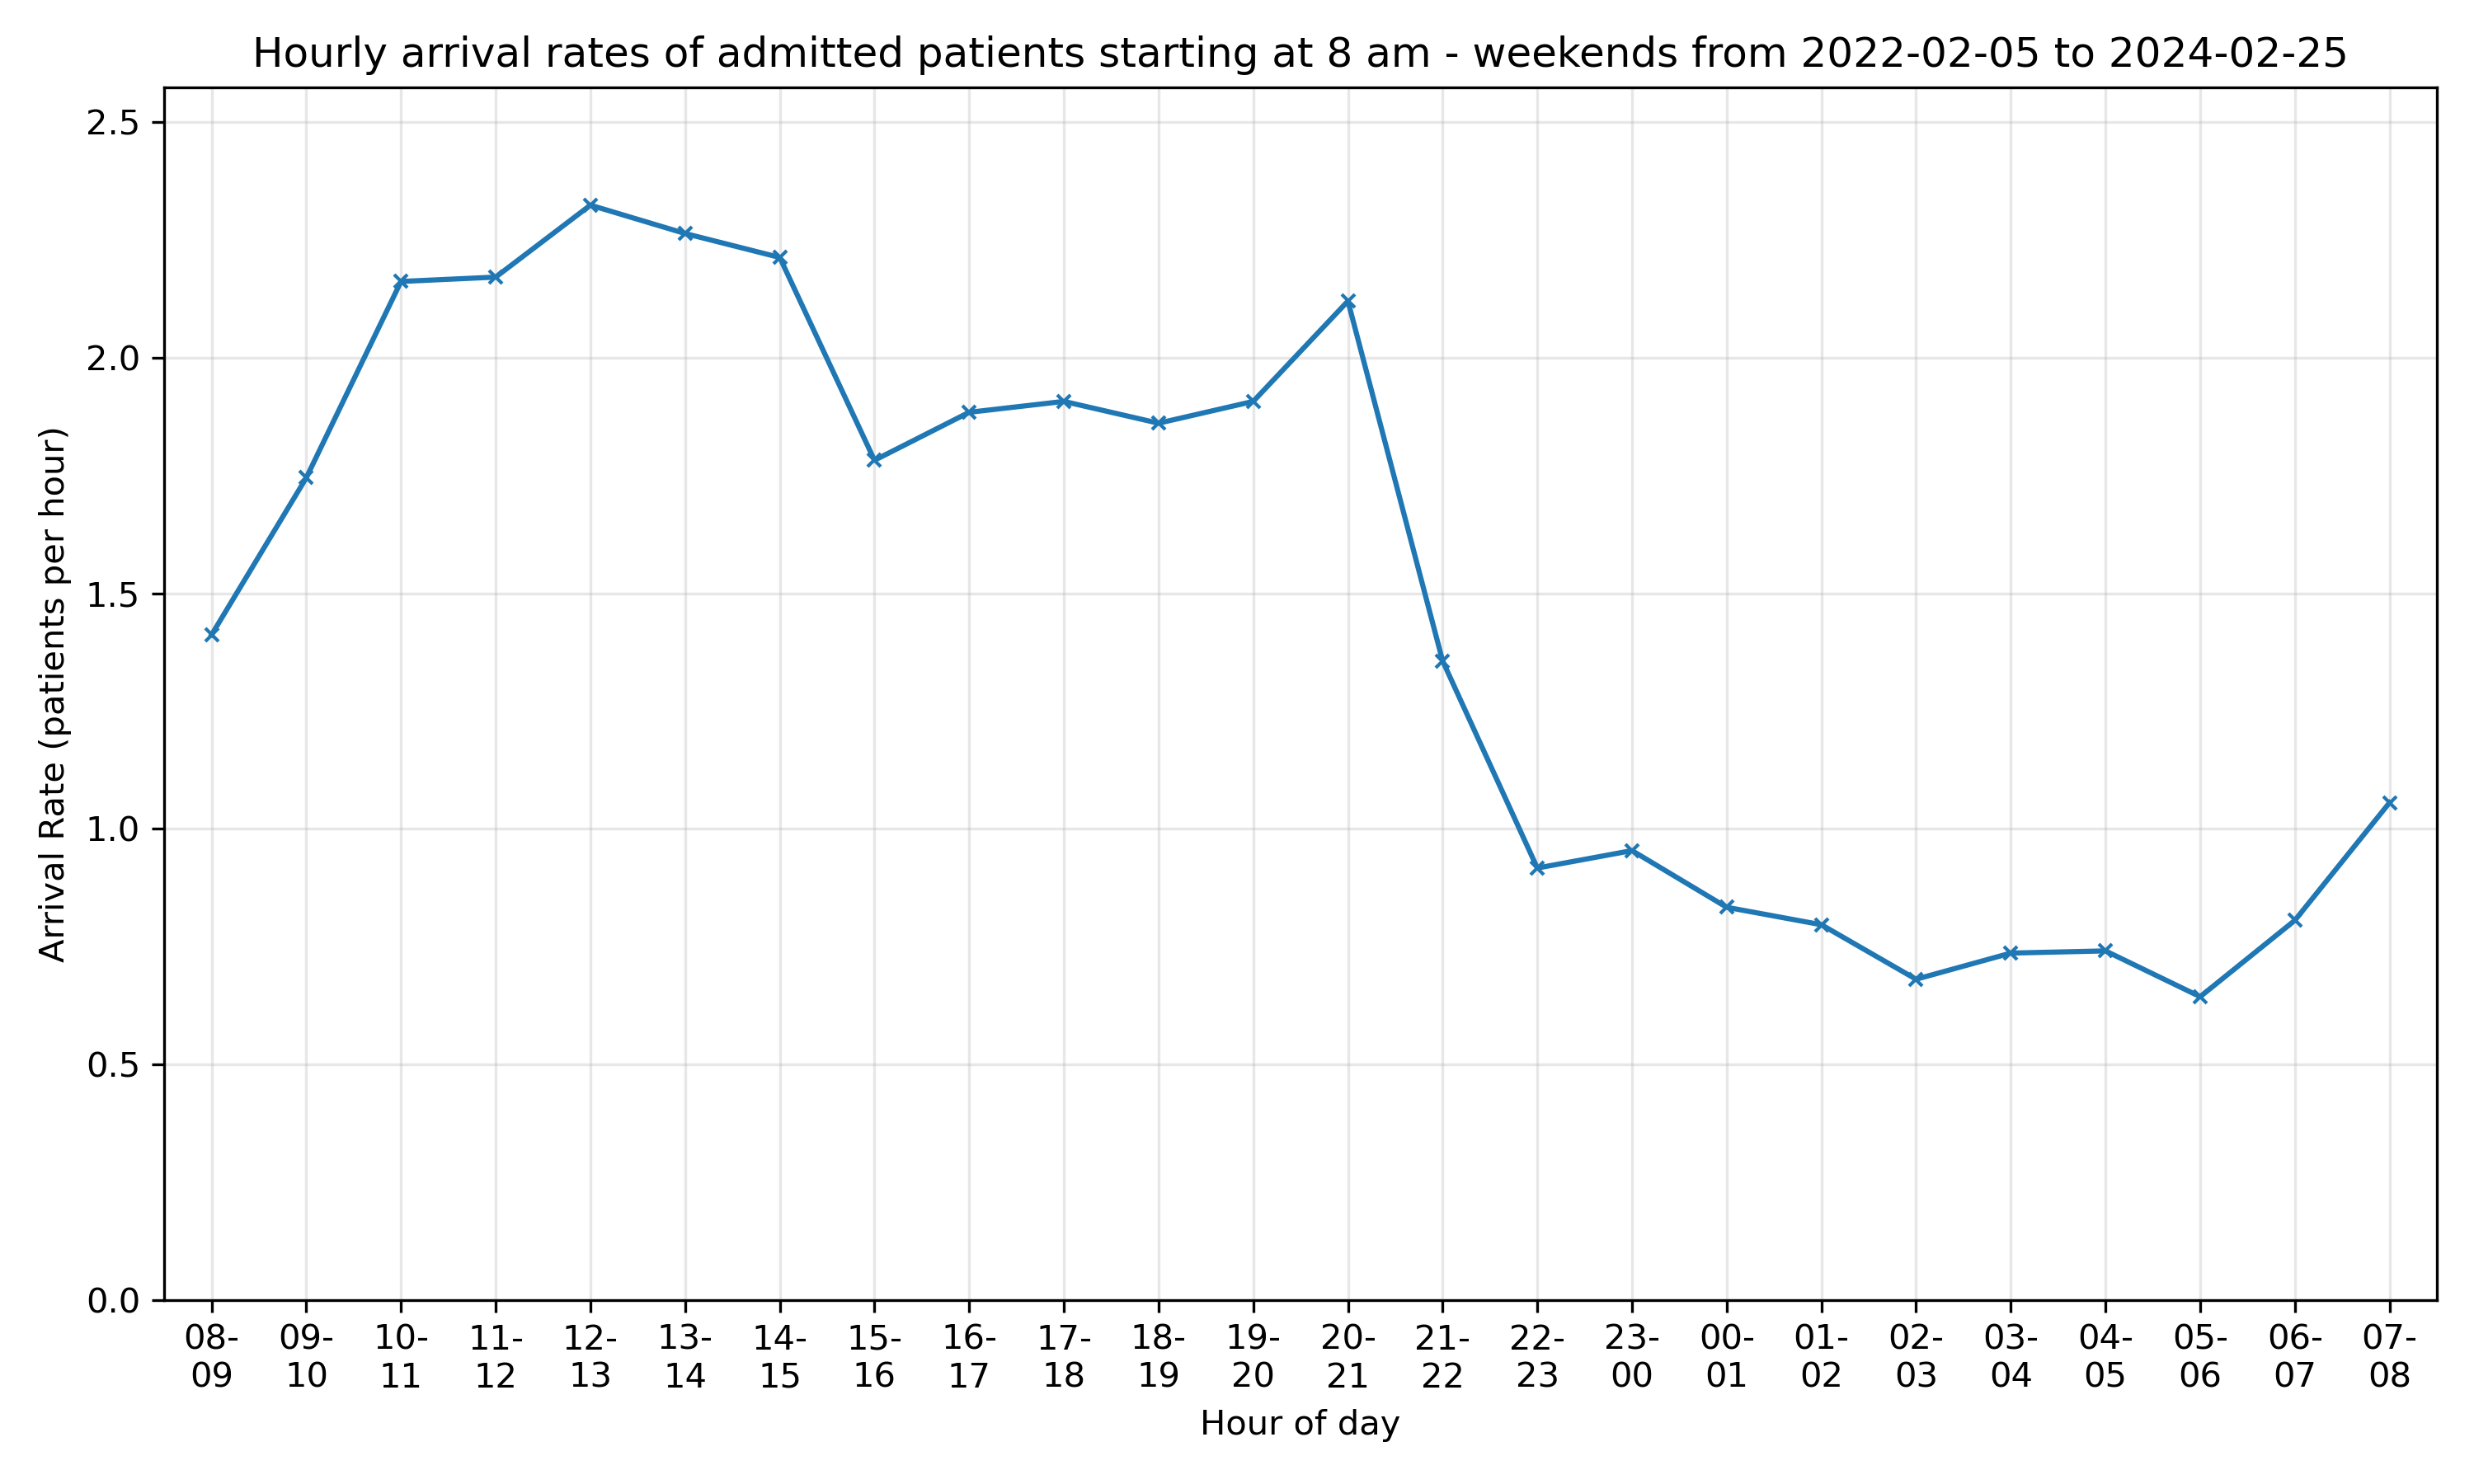 Hourly arrival rates of admitted patients starting at 8 am - weekends from 2022-02-05 to 2024-02-25
Arrival Rate (patients per hour)
2.5
2.0
1.5
1.0
0.5
0.0
08- 09- 10- 11- 12- 13- 14- 15- 16- 17- 18- 19- 20- 21- 22- 23- 00- 01- 02- 03- 04- 05- 06- 07-
09 10 11 12 13 14 15 16 17 18 19 20 21 22 23 00 01 02 03 04 05 06 07 08
Hour of day